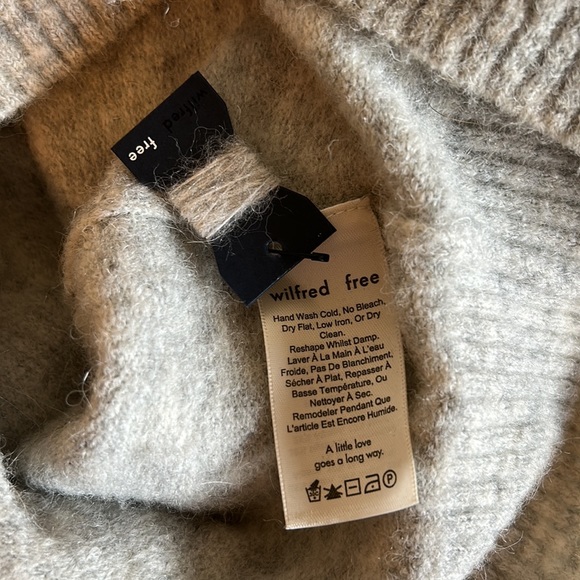 wilfred
free
wilfred free
Hand Wash Cold, No Bleach,
Dry Flat, Low Iron, Or Dry
Clean.
Reshape Whilst Damp.
Laver À La Main À L'eau
Froide, Pas De Blanchiment,
Sécher À Plat, Repasser À
Basse Température, Ou
Nettoyer À Sec.
Remodeler Pendant Que
L'article Est Encore Humide.
A little love
goes a long way.